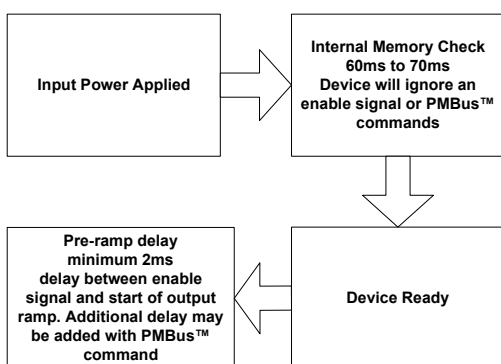 Input Power Applied
Internal Memory Check
60ms to 70ms
Device will ignore an
enable signal or PMBus™
commands
Device Ready
Pre-ramp delay
minimum 2ms
delay between enable
signal and start of output
ramp. Additional delay may
be added with PMBus™
command